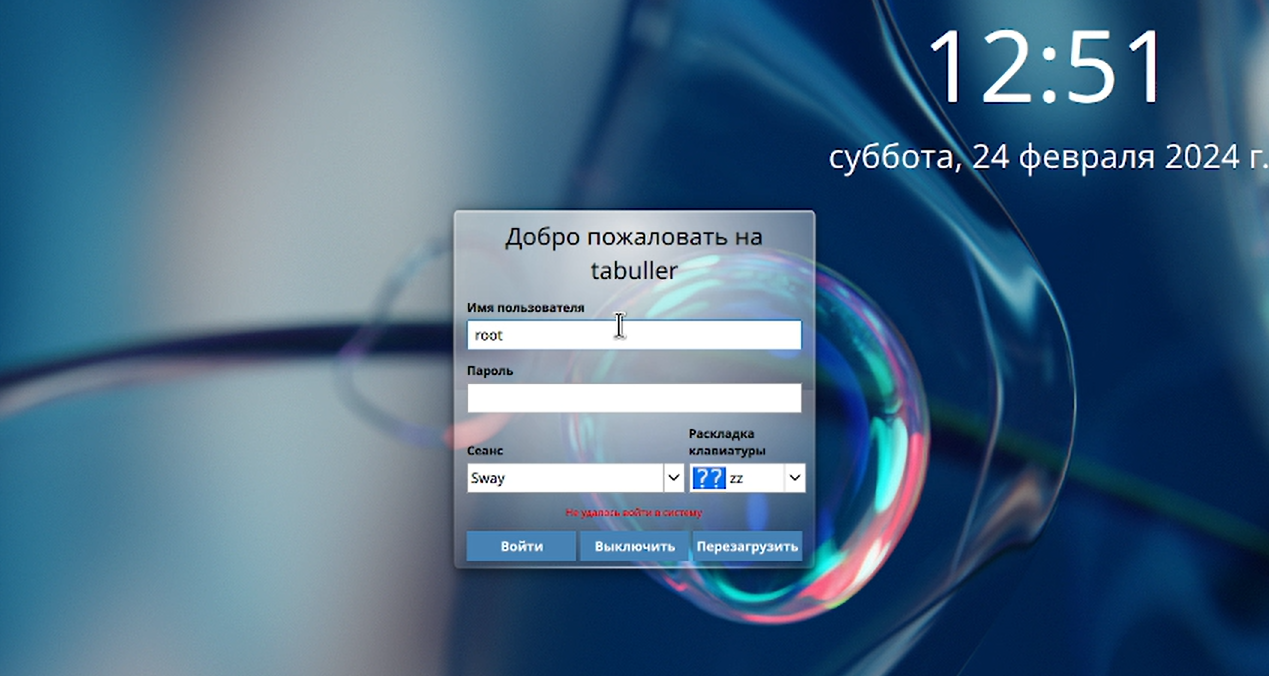 12:51
суббота, 24 февраля 2024 г.
Добро пожаловать на
tabuller
Имя пользователя
root
Пароль
Раскладка
клавиатуры
Сеанс
Sway
?? zz
Не удалось войти в систему
Войти
Выключить
Перезагрузить